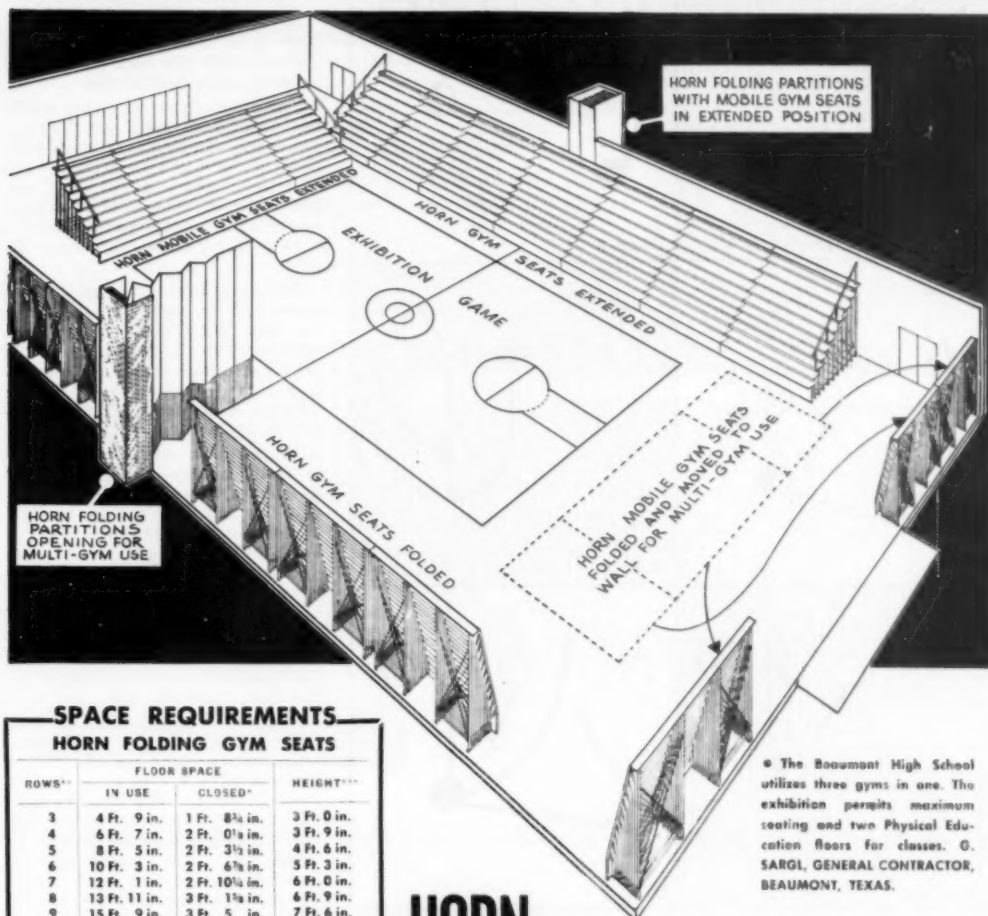 HORN FOLDING PARTITIONS
WITH MOBILE GYM SEATS
IN EXTENDED POSITION
HORN MOBILE GYM SEATS EXTENDED
HORN GYM SEATS EXTENDED
EXHIBITION
GAME
HORN MOBILE GYM SEATS
FOLDED AND MOVED TO
WALL FOR MULTI-GYM USE
HORN FOLDING
PARTITIONS
OPENING FOR
MULTI-GYM USE
HORN GYM SEATS FOLDED
SPACE REQUIREMENTS
HORN FOLDING GYM SEATS
ROWS** FLOOR SPACE HEIGHT***
IN USE CLOSED*
3 4 Ft. 9 in. 1 Ft. 8¾ in. 3 Ft. 0 in.
4 6 Ft. 7 in. 2 Ft. 0⅛ in. 3 Ft. 9 in.
5 8 Ft. 5 in. 2 Ft. 3½ in. 4 Ft. 6 in.
6 10 Ft. 3 in. 2 Ft. 6⅞ in. 5 Ft. 3 in.
7 12 Ft. 1 in. 2 Ft. 10¼ in. 6 Ft. 0 in.
8 13 Ft. 11 in. 3 Ft. 1⅝ in. 6 Ft. 9 in.
9 15 Ft. 9 in. 3 Ft. 5 in. 7 Ft. 6 in.
• The Beaumont High School
utilizes three gyms in one. The
exhibition permits maximum
seating and two Physical Edu-
cation floors for classes. G.
SARGL, GENERAL CONTRACTOR,
BEAUMONT, TEXAS.
HORN